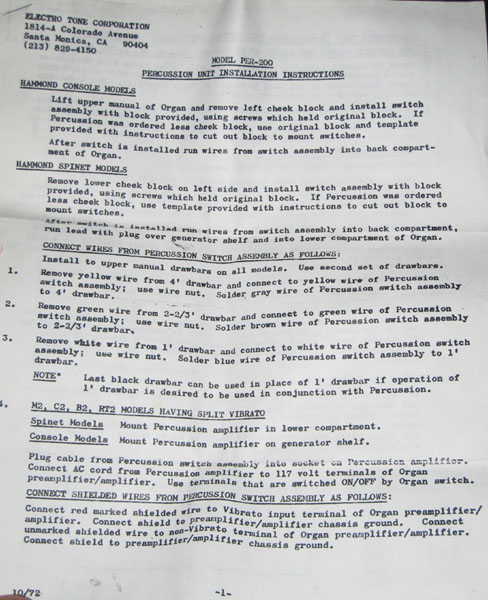 ELECTRO TONE CORPORATION
1814-A Colorado Avenue
Santa Monica, CA 90404
(213) 829-4150
MODEL PER-200
PERCUSSION UNIT INSTALLATION INSTRUCTIONS
HAMMOND CONSOLE MODELS
Lift upper manual of Organ and remove left cheek block and install switch
assembly with block provided, using screws which held original block. If
Percussion was ordered less cheek block, use original block and template
provided with instructions to cut out block to mount switches.
After switch is installed run wires from switch assembly into back compart-
ment of Organ.
HAMMOND SPINET MODELS
Remove lower cheek block on left side and install switch assembly with block
provided, using screws which held original block. If Percussion was ordered
less cheek block, use template provided with instructions to cut out block to
mount switches.
After switch is installed run wires from switch assembly into back compartment,
run lead with plug over generator shelf and into lower compartment of Organ.
CONNECT WIRES FROM PERCUSSION SWITCH ASSEMBLY AS FOLLOWS:
Install to upper manual drawbars on all models. Use second set of drawbars.
1. Remove yellow wire from 4' drawbar and connect to yellow wire of Percussion
switch assembly; use wire nut. Solder gray wire of Percussion switch assembly
to 4' drawbar.
2. Remove green wire from 2-2/3' drawbar and connect to green wire of Percussion
switch assembly; use wire nut. Solder brown wire of Percussion switch assembly
to 2-2/3' drawbar.
3. Remove white wire from 1' drawbar and connect to white wire of Percussion switch
assembly; use wire nut. Solder blue wire of Percussion switch assembly to 1'
drawbar.
NOTE* Last black drawbar can be used in place of 1' drawbar if operation of
1' drawbar is desired to be used in conjunction with Percussion.
M2, C2, B2, RT2 MODELS HAVING SPLIT VIBRATO
Spinet Models Mount Percussion amplifier in lower compartment.
Console Models Mount Percussion amplifier on generator shelf.
Plug cable from Percussion switch assembly into socket on Percussion amplifier.
Connect AC cord from Percussion amplifier to 117 volt terminals of Organ
preamplifier/amplifier. Use terminals that are switched ON/OFF by Organ switch.
CONNECT SHIELDED WIRES FROM PERCUSSION SWITCH ASSEMBLY AS FOLLOWS:
Connect red marked shielded wire to Vibrato input terminal of Organ preamplifier/
amplifier. Connect shield to preamplifier/amplifier chassis ground. Connect
unmarked shielded wire to non-Vibrato terminal of Organ preamplifier/amplifier.
Connect shield to preamplifier/amplifier chassis ground.
10/72 -1-